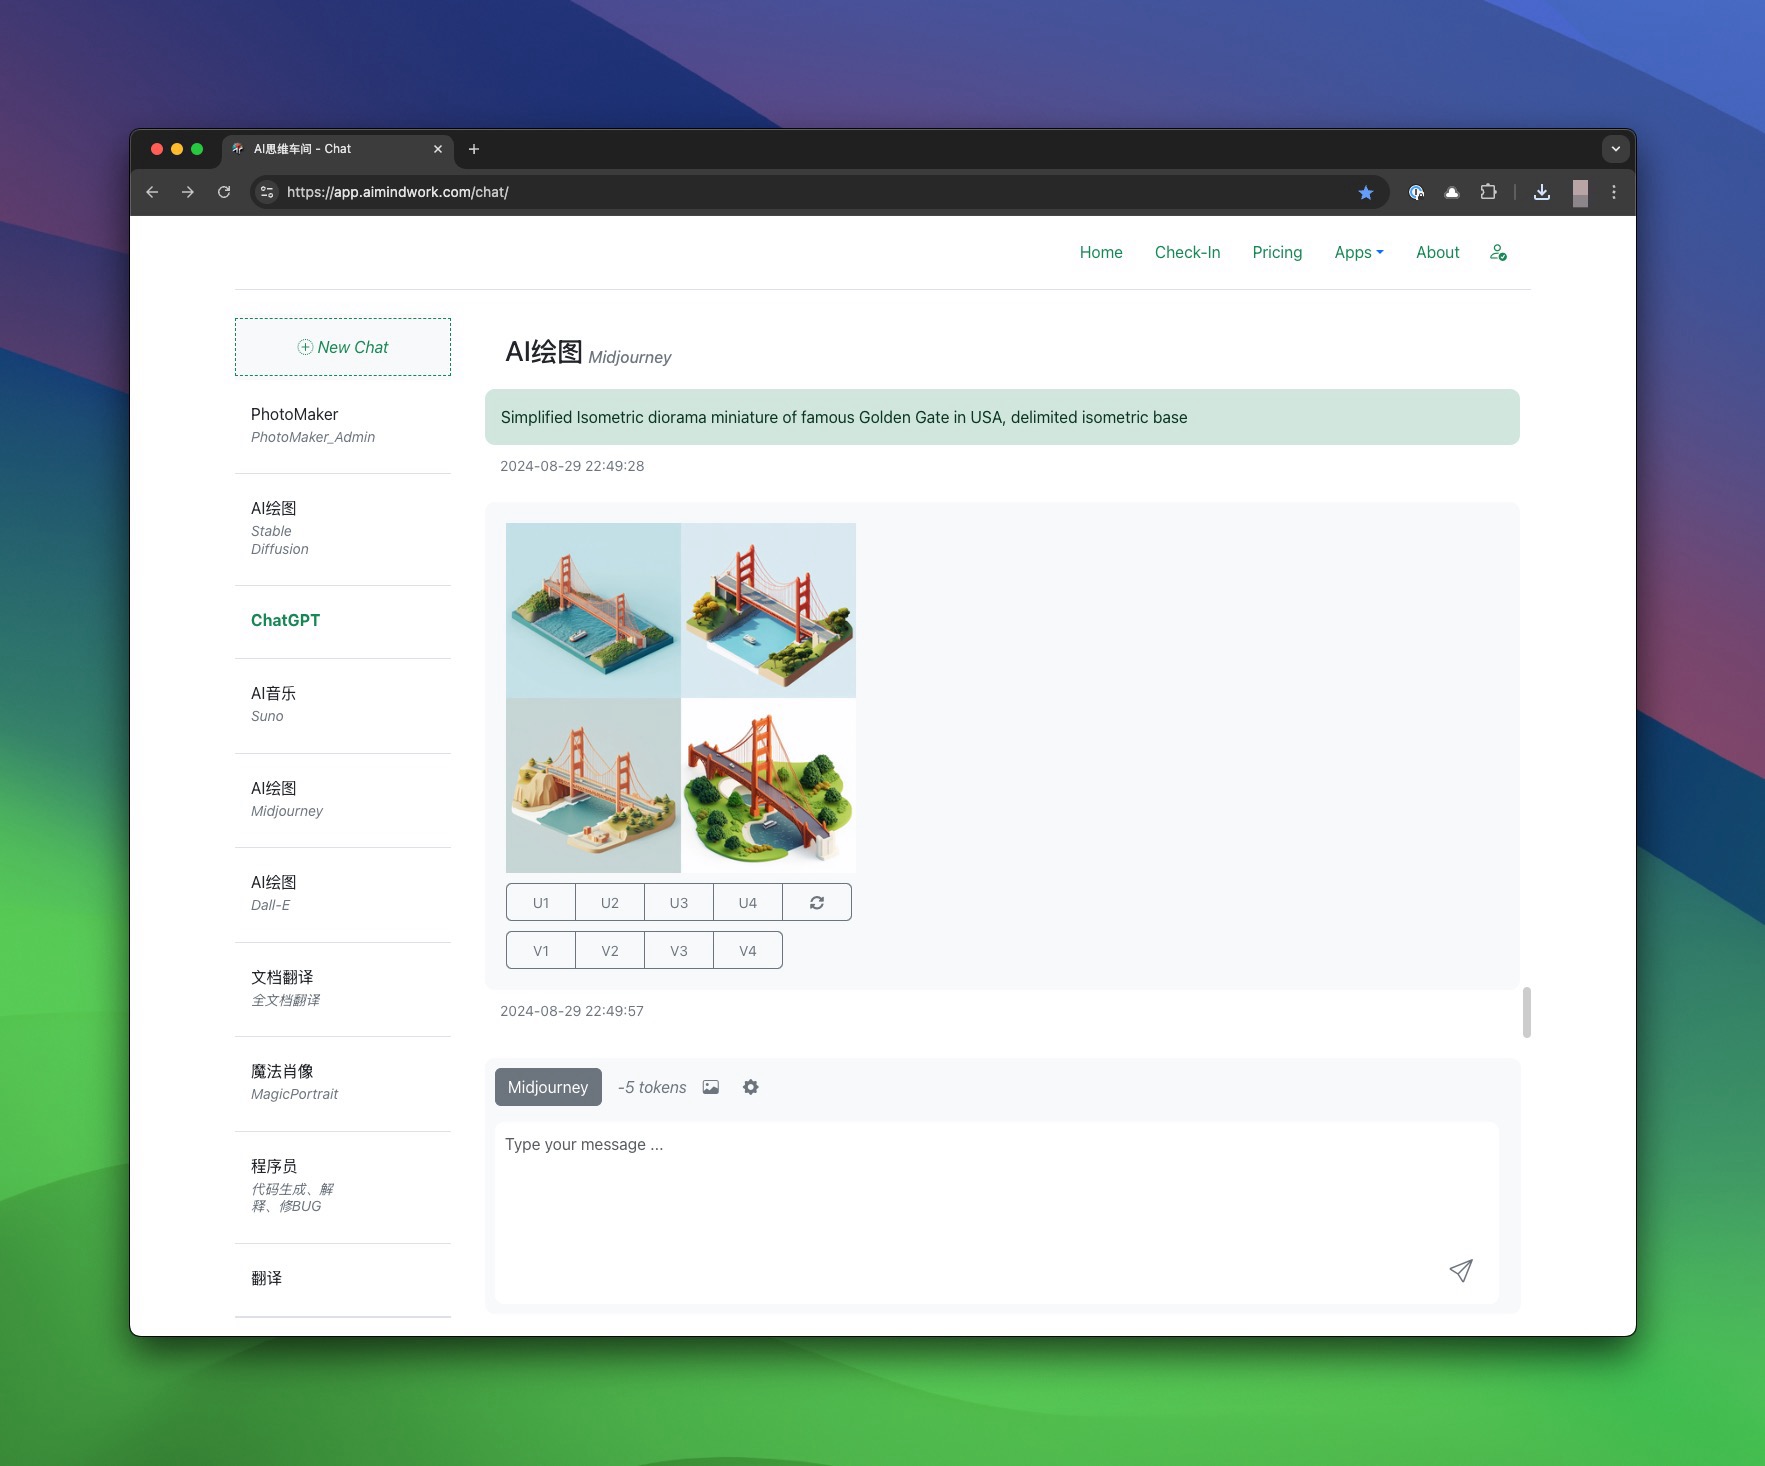 AI思维车间 - Chat
https://app.aimindwork.com/chat/
Home Check-In Pricing Apps About
New Chat
PhotoMaker
PhotoMaker_Admin
AI绘图
Stable
Diffusion
ChatGPT
AI音乐
Suno
AI绘图
Midjourney
AI绘图
Dall-E
文档翻译
全文档翻译
魔法肖像
MagicPortrait
程序员
代码生成、解
释、修BUG
翻译
AI绘图 Midjourney
Simplified Isometric diorama miniature of famous Golden Gate in USA, delimited isometric base
2024-08-29 22:49:28
U1 U2 U3 U4
V1 V2 V3 V4
2024-08-29 22:49:57
Midjourney -5 tokens
Type your message ...